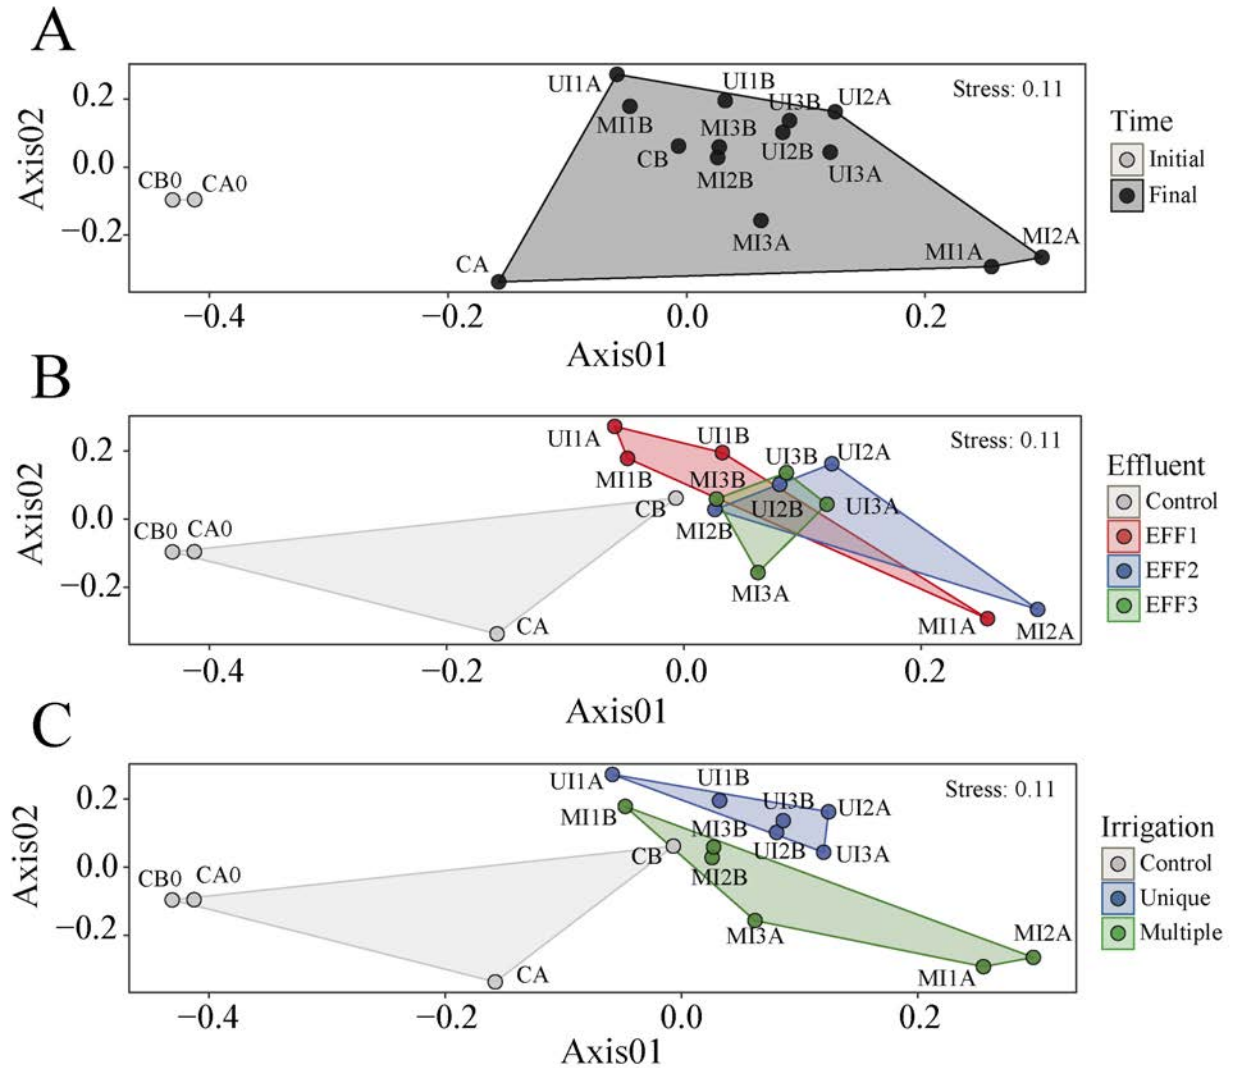 A
UI1A
UI1B
UI3B
UI2A
Stress: 0.11
MI1B
MI3B
CB
UI2B
MI2B
UI3A
CB0
CA0
MI3A
CA
MI1A
MI2A
0.2
0.0
−0.2
Axis02
−0.4
−0.2
0.0
0.2
Axis01
Time
Initial
Final
B
UI1A
UI1B
UI3B
UI2A
Stress: 0.11
MI1B
MI3B
CB
UI2B
UI3A
MI2B
CB0
CA0
MI3A
CA
MI1A
MI2A
0.2
0.0
−0.2
Axis02
−0.4
−0.2
0.0
0.2
Axis01
Effluent
Control
EFF1
EFF2
EFF3
C
UI1A
UI1B
UI3B
UI2A
Stress: 0.11
MI1B
MI3B
CB
UI2B
UI3A
MI2B
CB0
CA0
MI3A
CA
MI1A
MI2A
0.2
0.0
−0.2
Axis02
−0.4
−0.2
0.0
0.2
Axis01
Irrigation
Control
Unique
Multiple